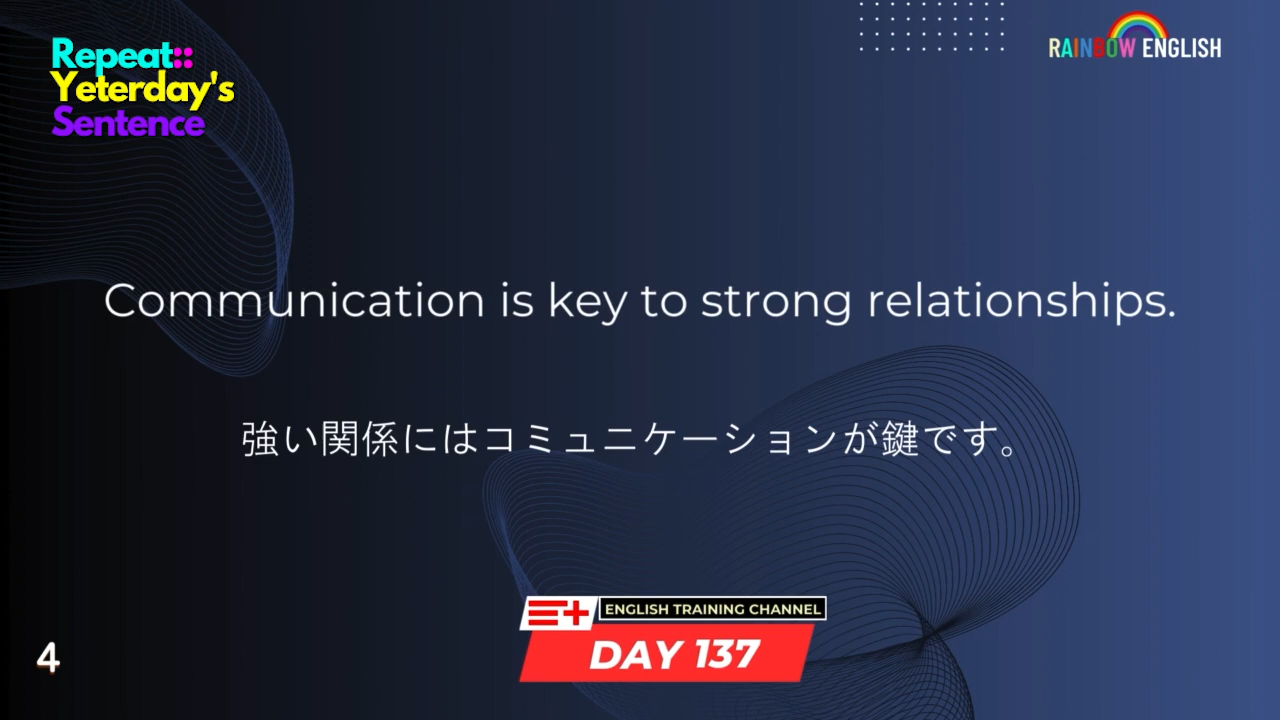 Repeat::
Yeterday's
Sentence
RAINBOW ENGLISH
Communication is key to strong relationships.
強い関係にはコミュニケーションが鍵です。
E+ ENGLISH TRAINING CHANNEL
DAY 137
4